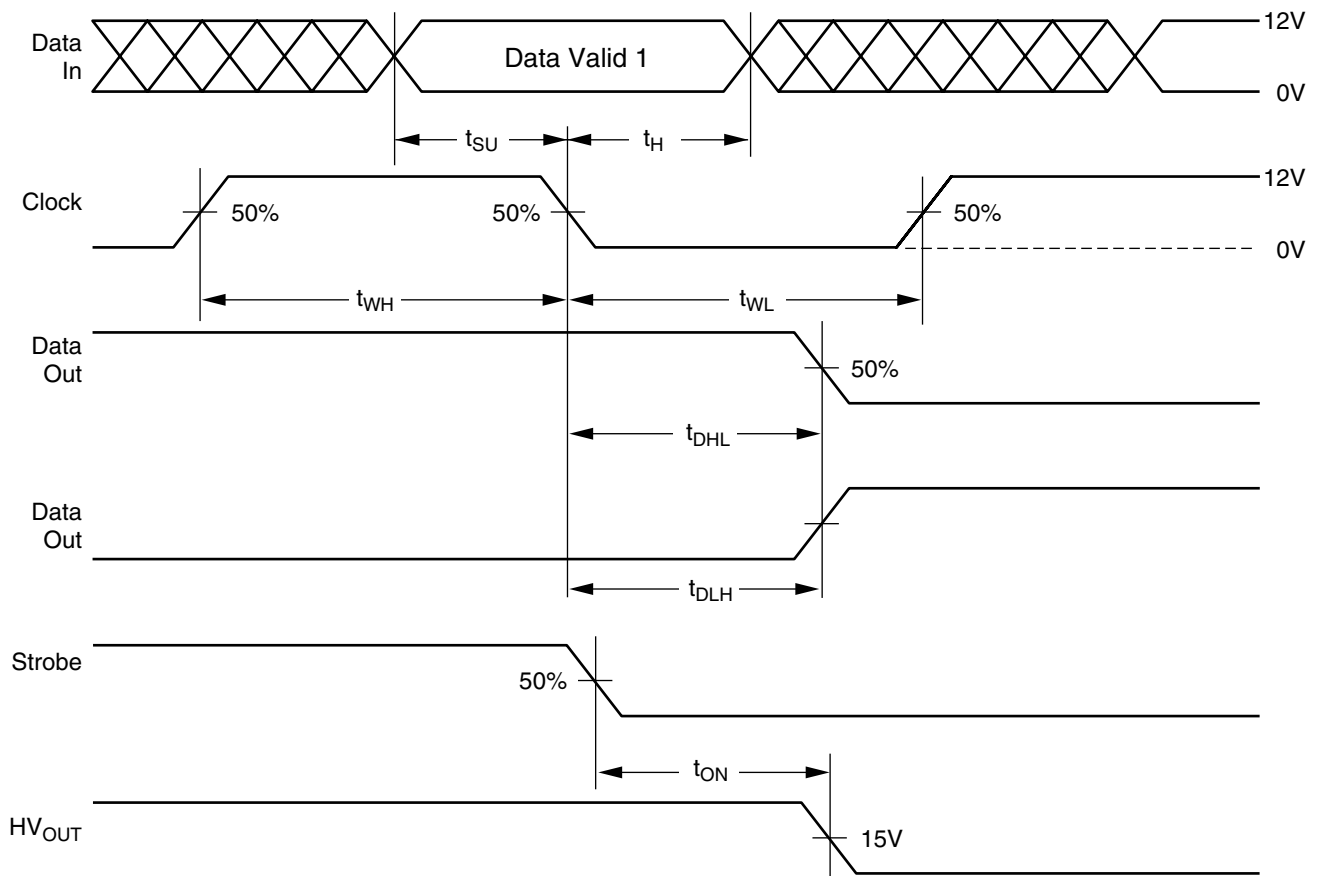 Data
In
Data Valid 1
12V
0V
tSU
tH
Clock
50%
50%
50%
12V
0V
tWH
tWL
Data
Out
50%
tDHL
Data
Out
tDLH
Strobe
50%
tON
HVOUT
15V